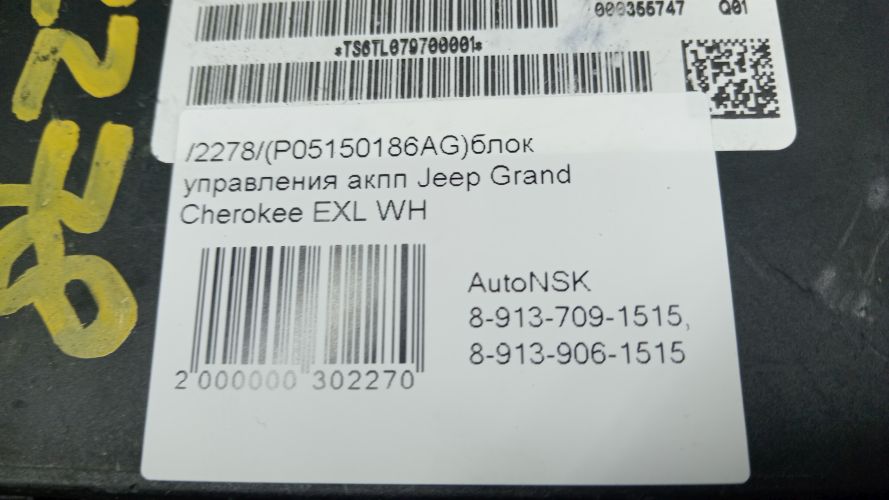 000355747 Q01
*TS6TL079700001*
/2278/(P05150186AG)блок
управления акпп Jeep Grand
Cherokee EXL WH
AutoNSK
8-913-709-1515,
8-913-906-1515
2 000000 302270